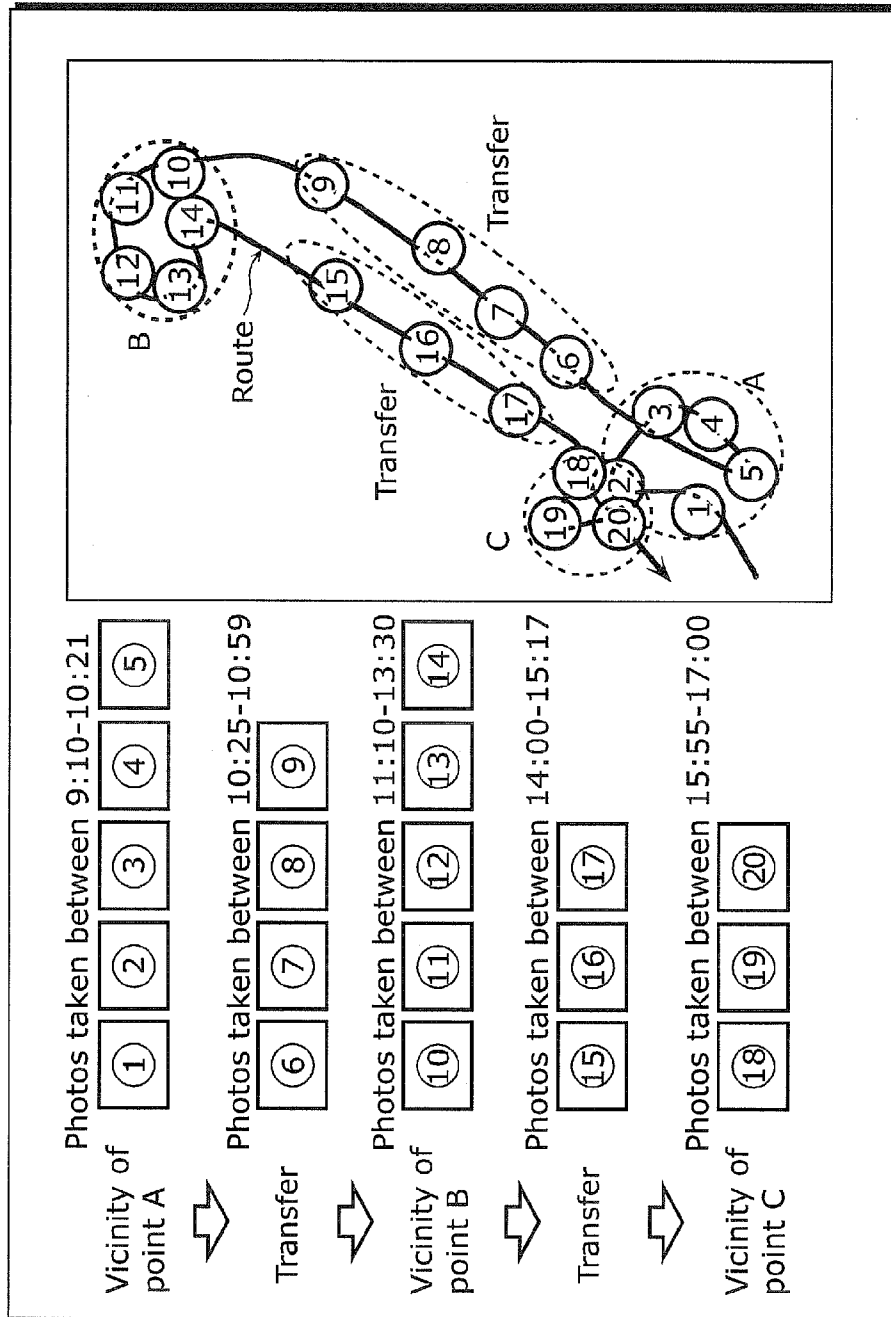 Vicinity of
point A
Photos taken between 9:10-10:21
1 2 3 4 5
Transfer
Photos taken between 10:25-10:59
6 7 8 9
Vicinity of
point B
Photos taken between 11:10-13:30
10 11 12 13 14
Transfer
Photos taken between 14:00-15:17
15 16 17
Vicinity of
point C
Photos taken between 15:55-17:00
18 19 20
B
12
11
13
14
10
Route
15
9
Transfer
16
8
Transfer
17
7
6
C
19
18
20
2
3
1
4
5
A